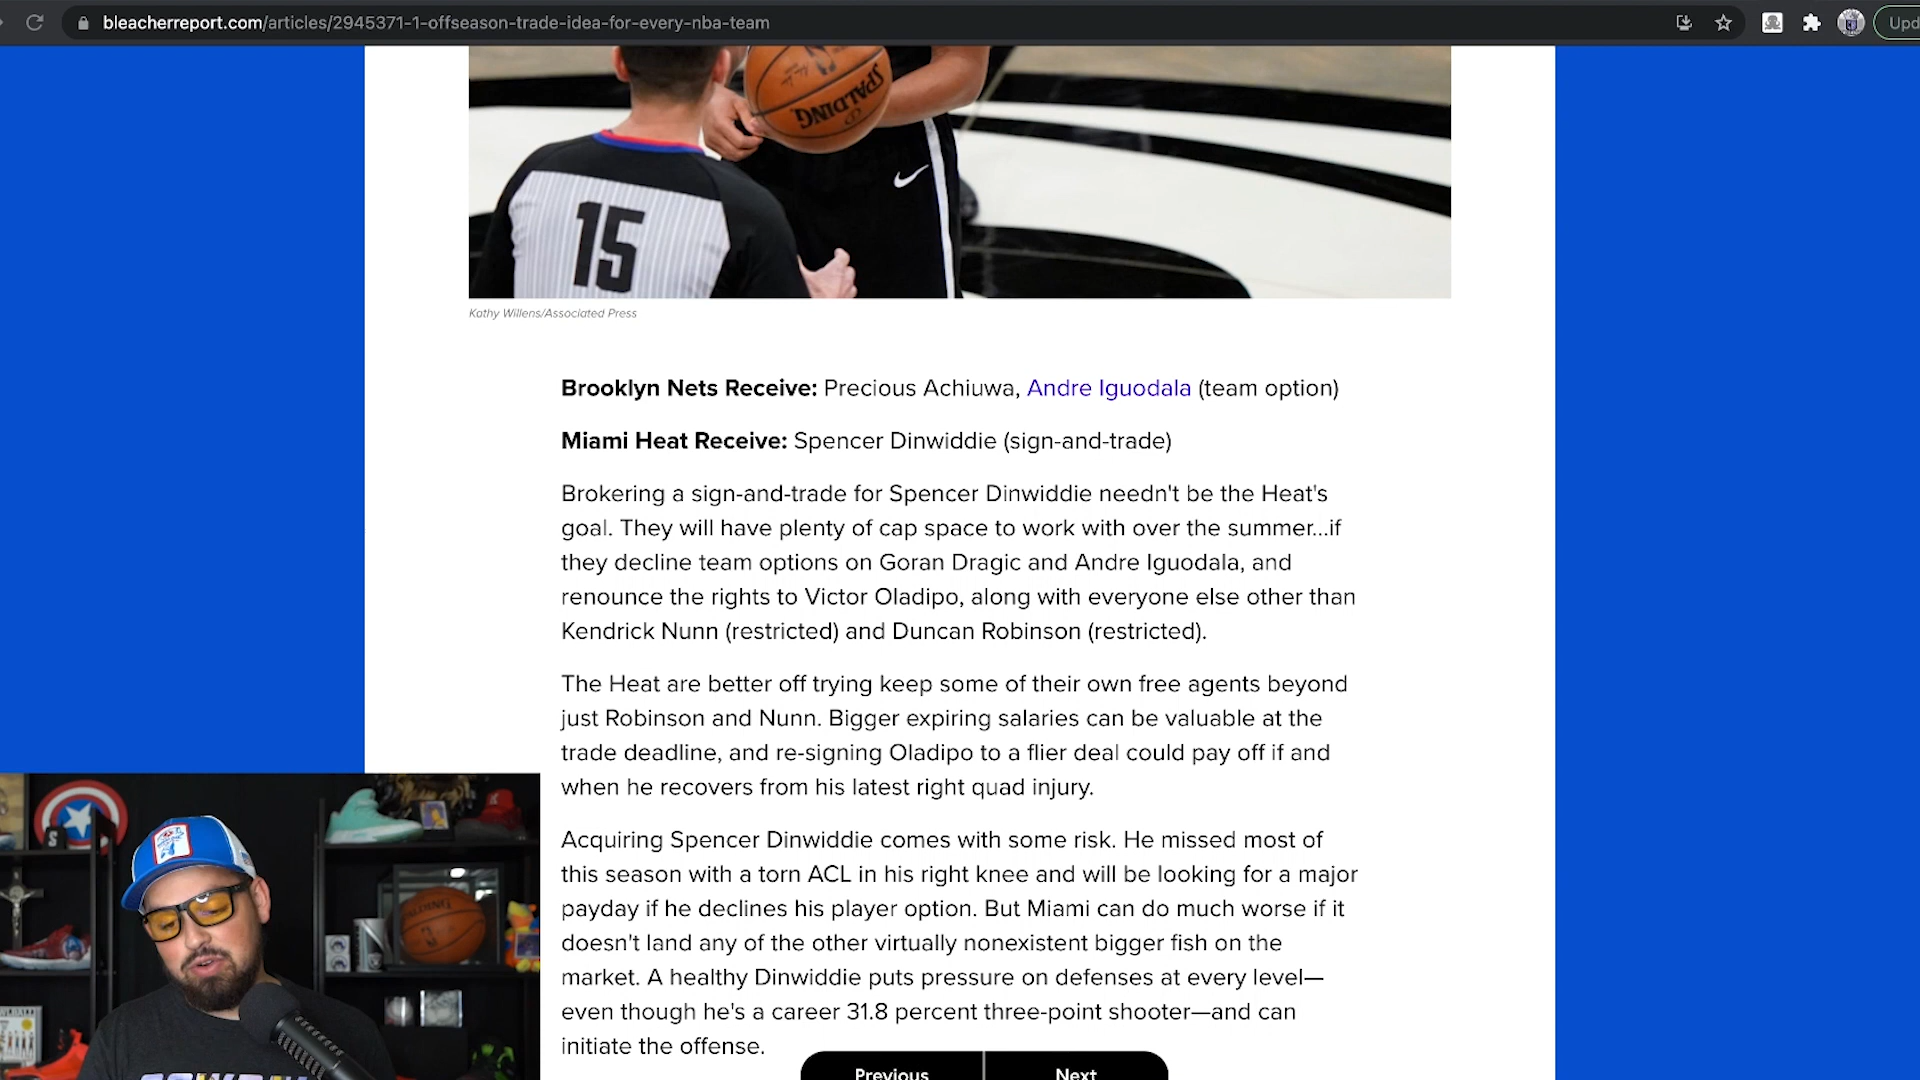 bleacherreport.com/articles/2945371-1-offseason-trade-idea-for-every-nba-team
Upd
SPALDING
15
Kathy Willens/Associated Press
Brooklyn Nets Receive: Precious Achiuwa, Andre Iguodala (team option)
Miami Heat Receive: Spencer Dinwiddie (sign-and-trade)
Brokering a sign-and-trade for Spencer Dinwiddie needn't be the Heat's
goal. They will have plenty of cap space to work with over the summer...if
they decline team options on Goran Dragic and Andre Iguodala, and
renounce the rights to Victor Oladipo, along with everyone else other than
Kendrick Nunn (restricted) and Duncan Robinson (restricted).
The Heat are better off trying keep some of their own free agents beyond
just Robinson and Nunn. Bigger expiring salaries can be valuable at the
trade deadline, and re-signing Oladipo to a flier deal could pay off if and
when he recovers from his latest right quad injury.
Acquiring Spencer Dinwiddie comes with some risk. He missed most of
this season with a torn ACL in his right knee and will be looking for a major
payday if he declines his player option. But Miami can do much worse if it
doesn't land any of the other virtually nonexistent bigger fish on the
market. A healthy Dinwiddie puts pressure on defenses at every level—
even though he's a career 31.8 percent three-point shooter—and can
initiate the offense.
Previous
Next
SPALDING